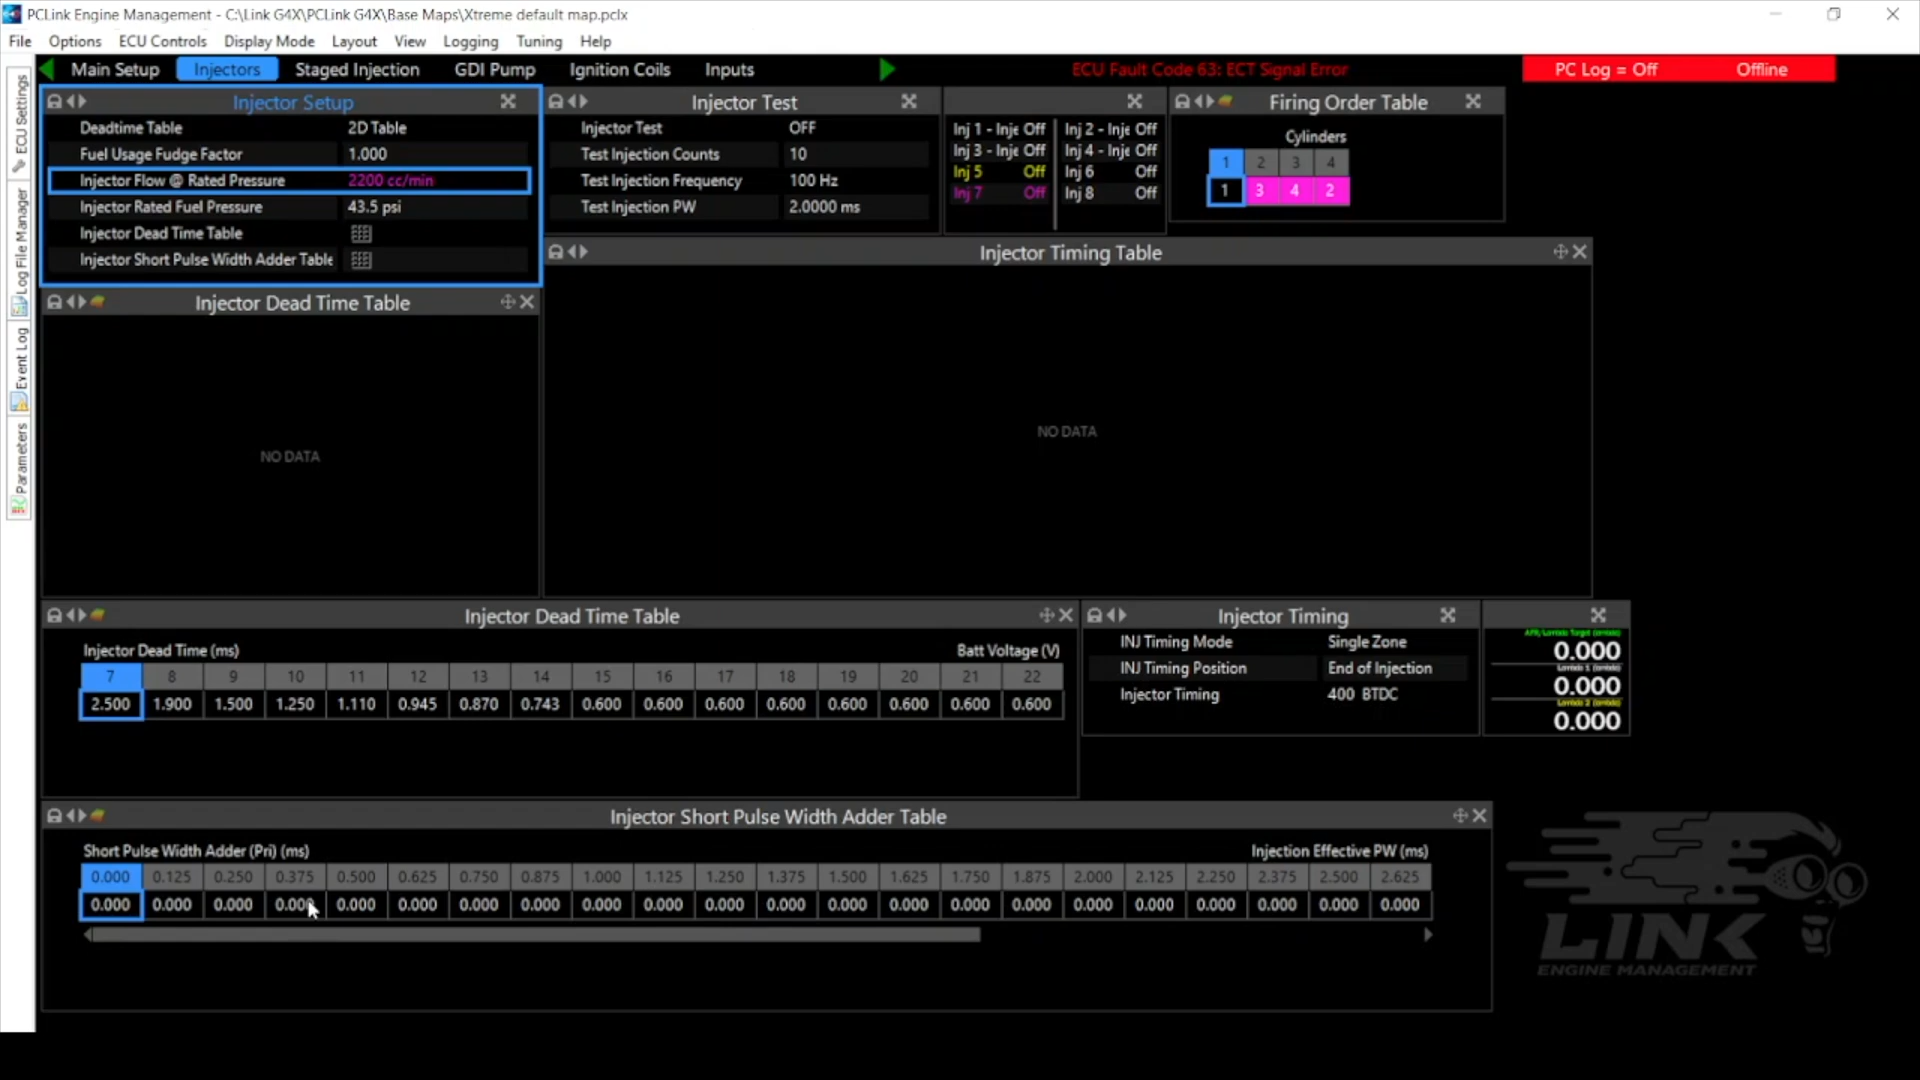 PCLink Engine Management - C:\Link G4X\PCLink G4X\Base Maps\Xtreme default map.pclx
File Options ECU Controls Display Mode Layout View Logging Tuning Help
Main Setup Injectors Staged Injection GDI Pump Ignition Coils Inputs ECU Fault Code 63: ECT Signal Error PC Log = Off Offline
ECU Settings
Log File Manager
Event Log
Parameters
Injector Setup
Deadtime Table 2D Table
Fuel Usage Fudge Factor 1.000
Injector Flow @ Rated Pressure 2200 cc/min
Injector Rated Fuel Pressure 43.5 psi
Injector Dead Time Table
Injector Short Pulse Width Adder Table
Injector Test
Injector Test OFF
Test Injection Counts 10
Test Injection Frequency 100 Hz
Test Injection PW 2.0000 ms
Inj 1 - Inje Off Inj 2 - Inje Off
Inj 3 - Inje Off Inj 4 - Inje Off
Inj 5 Off Inj 6 Off
Inj 7 Off Inj 8 Off
Firing Order Table
Cylinders
1 2 3 4
1 3 4 2
Injector Dead Time Table
NO DATA
Injector Timing Table
NO DATA
Injector Dead Time Table
Injector Dead Time (ms) Batt Voltage (V)
7 8 9 10 11 12 13 14 15 16 17 18 19 20 21 22
2.500 1.900 1.500 1.250 1.110 0.945 0.870 0.743 0.600 0.600 0.600 0.600 0.600 0.600 0.600 0.600
Injector Timing
INJ Timing Mode Single Zone
INJ Timing Position End of Injection
Injector Timing 400 BTDC
AFR/Lambda Target (lambda)
0.000
Lambda 1 (lambda)
0.000
Lambda 2 (lambda)
0.000
Injector Short Pulse Width Adder Table
Short Pulse Width Adder (Pri) (ms) Injection Effective PW (ms)
0.000 0.125 0.250 0.375 0.500 0.625 0.750 0.875 1.000 1.125 1.250 1.375 1.500 1.625 1.750 1.875 2.000 2.125 2.250 2.375 2.500 2.625
0.000 0.000 0.000 0.000 0.000 0.000 0.000 0.000 0.000 0.000 0.000 0.000 0.000 0.000 0.000 0.000 0.000 0.000 0.000 0.000 0.000 0.000
LINK
ENGINE MANAGEMENT